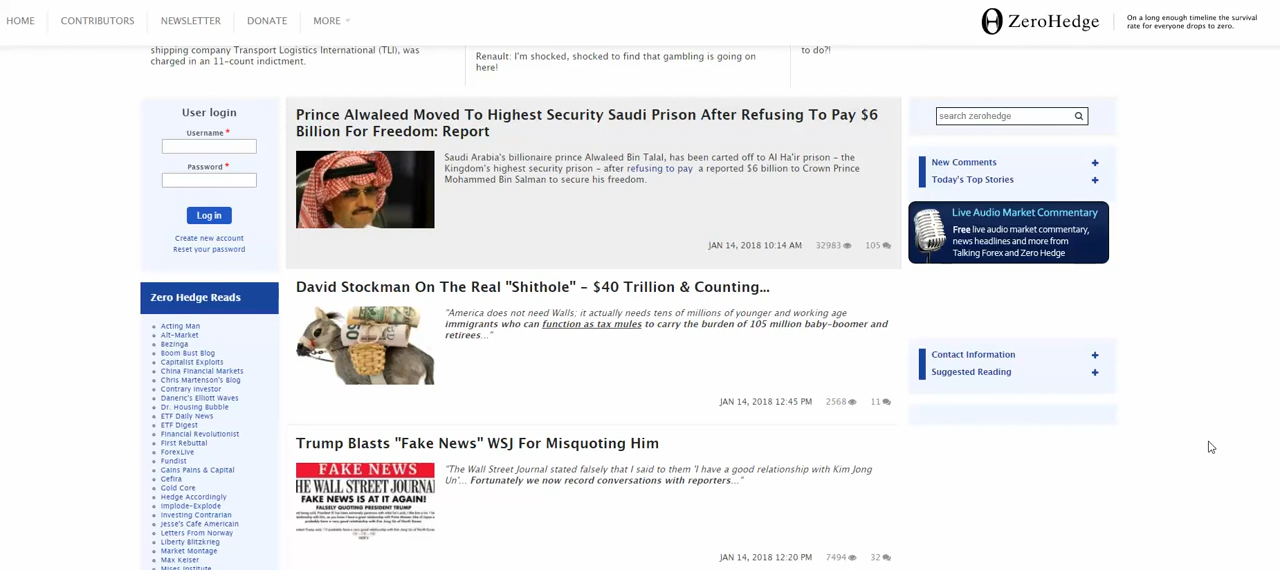 HOME
CONTRIBUTORS
NEWSLETTER
DONATE
MORE
ZeroHedge
On a long enough timeline the survival
rate for everyone drops to zero.
shipping company Transport Logistics International (TLI), was
charged in an 11-count indictment.
Renault: I'm shocked, shocked to find that gambling is going on
here!
to do?!
User login
Username *
Password *
Log in
Create new account
Reset your password
Zero Hedge Reads
Acting Man
Alt-Market
Bezinga
Boom Bust Blog
Capitalist Exploits
China Financial Markets
Chris Martenson's Blog
Contrary Investor
Daneric's Elliott Waves
Dr. Housing Bubble
ETF Daily News
ETF Digest
Financial Revolutionist
First Rebuttal
ForexLive
Fundist
Gains Pains & Capital
Gefira
Gold Core
Hedge Accordingly
Implode-Explode
Investing Contrarian
Jesse's Cafe Americain
Letters From Norway
Liberty Blitzkrieg
Market Montage
Max Keiser
Mises Institute
Prince Alwaleed Moved To Highest Security Saudi Prison After Refusing To Pay $6
Billion For Freedom: Report
Saudi Arabia's billionaire prince Alwaleed Bin Talal, has been carted off to Al Ha'ir prison – the
Kingdom's highest security prison – after refusing to pay a reported $6 billion to Crown Prince
Mohammed Bin Salman to secure his freedom.
JAN 14, 2018 10:14 AM 32983 105
David Stockman On The Real "Shithole" – $40 Trillion & Counting...
"America does not need Walls; it actually needs tens of millions of younger and working age
immigrants who can function as tax mules to carry the burden of 105 million baby-boomer and
retirees..."
JAN 14, 2018 12:45 PM 2568 11
Trump Blasts "Fake News" WSJ For Misquoting Him
FAKE NEWS
HE WALL STREET JOURNA
FAKE NEWS IS AT IT AGAIN!
FALSELY QUOTING PRESIDENT TRUMP
"The Wall Street Journal stated falsely that I said to them 'I have a good relationship with Kim Jong
Un'... Fortunately we now record conversations with reporters..."
JAN 14, 2018 12:20 PM 7494 32
search zerohedge
New Comments +
Today's Top Stories +
Live Audio Market Commentary
Free live audio market commentary,
news headlines and more from
Talking Forex and Zero Hedge
Contact Information +
Suggested Reading +